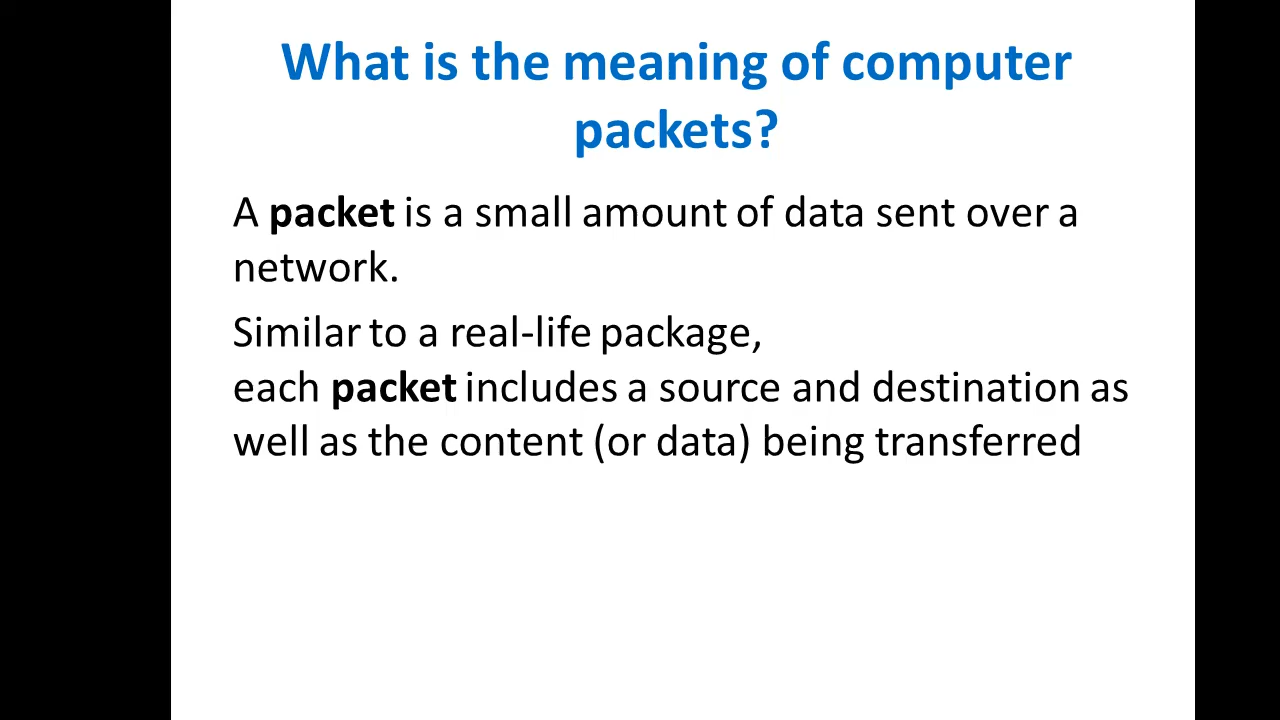 What is the meaning of computer
packets?
A packet is a small amount of data sent over a
network.
Similar to a real-life package,
each packet includes a source and destination as
well as the content (or data) being transferred